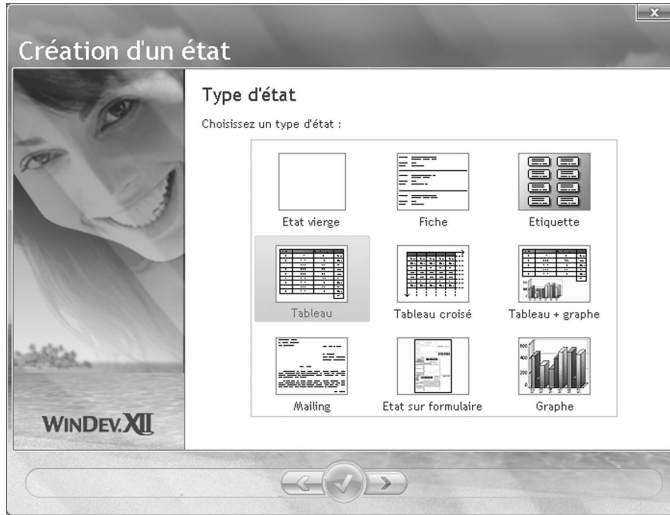 Création d'un état
Type d'état
Choisissez un type d'état :
Etat vierge
Fiche
Etiquette
Tableau
Tableau croisé
Tableau + graphe
Mailing
Etat sur formulaire
Graphe
WINDEV.XII